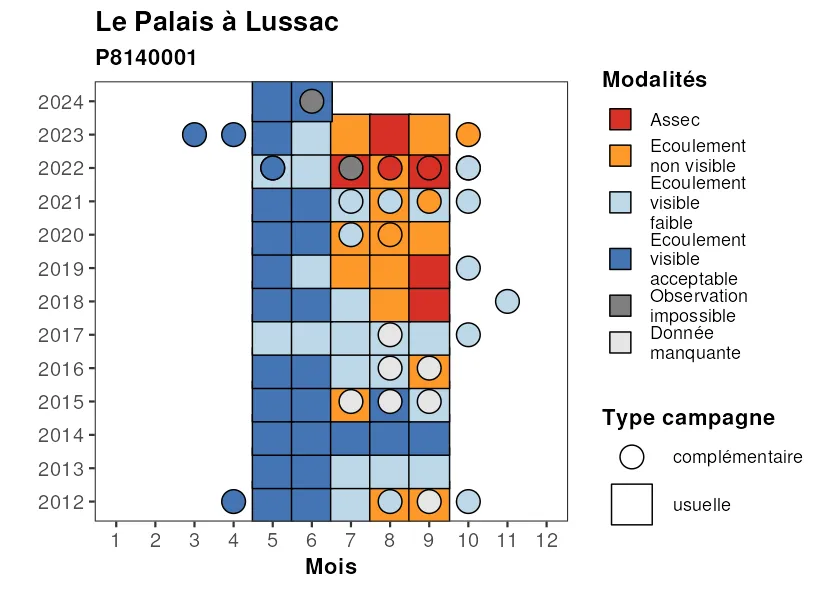 Le Palais à Lussac
P8140001
2024
2023
2022
2021
2020
2019
2018
2017
2016
2015
2014
2013
2012
1 2 3 4 5 6 7 8 9 10 11 12
Mois
Modalités
Assec
Ecoulement
non visible
Ecoulement
visible
faible
Ecoulement
visible
acceptable
Observation
impossible
Donnée
manquante
Type campagne
complémentaire
usuelle